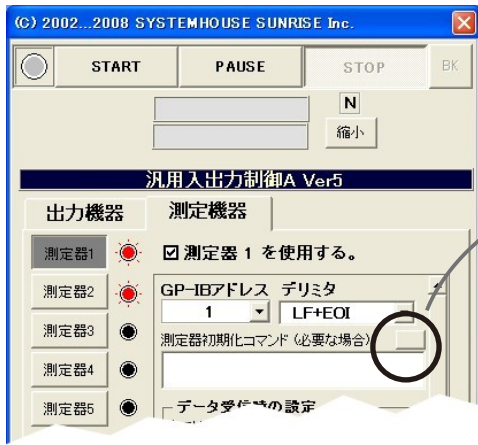 (C) 2002...2008 SYSTEMHOUSE SUNRISE Inc.
START PAUSE STOP BK
N
縮小
汎用入出力制御A Ver5
出力機器 測定機器
測定器1 ☑ 測定器 1 を使用する。
測定器2 GP-IBアドレス デリミタ
1 LF+EOI
測定器3 測定器初期化コマンド (必要な場合)
測定器4
測定器5 データ受信時の設定